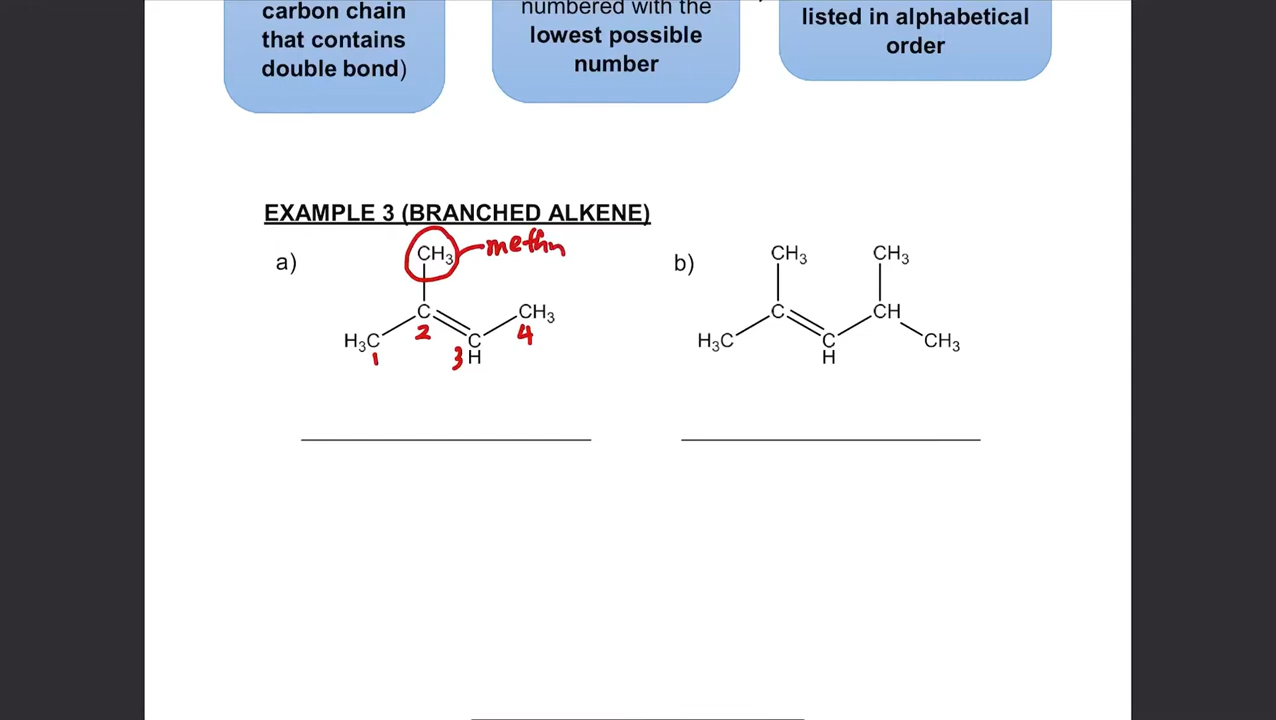 carbon chain
that contains
double bond)
numbered with the
lowest possible
number
listed in alphabetical
order
EXAMPLE 3 (BRANCHED ALKENE)
a)
CH3
methy
C
CH3
H3C
C
H
1
2
3
4
b)
CH3
CH3
C
CH
H3C
C
H
CH3